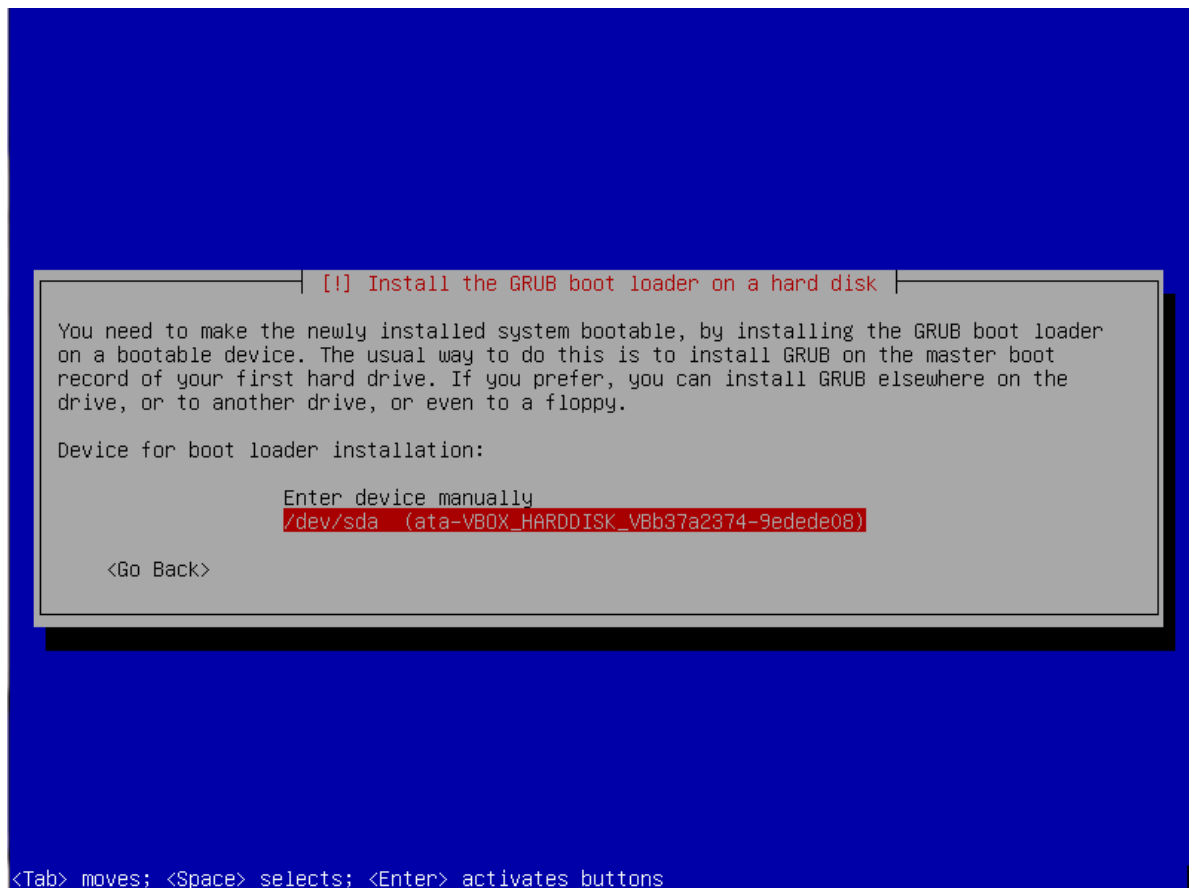 [!] Install the GRUB boot loader on a hard disk
You need to make the newly installed system bootable, by installing the GRUB boot loader
on a bootable device. The usual way to do this is to install GRUB on the master boot
record of your first hard drive. If you prefer, you can install GRUB elsewhere on the
drive, or to another drive, or even to a floppy.
Device for boot loader installation:
Enter device manually
/dev/sda  (ata-VBOX_HARDDISK_VBb37a2374-9edede08)
<Go Back>
<Tab> moves; <Space> selects; <Enter> activates buttons